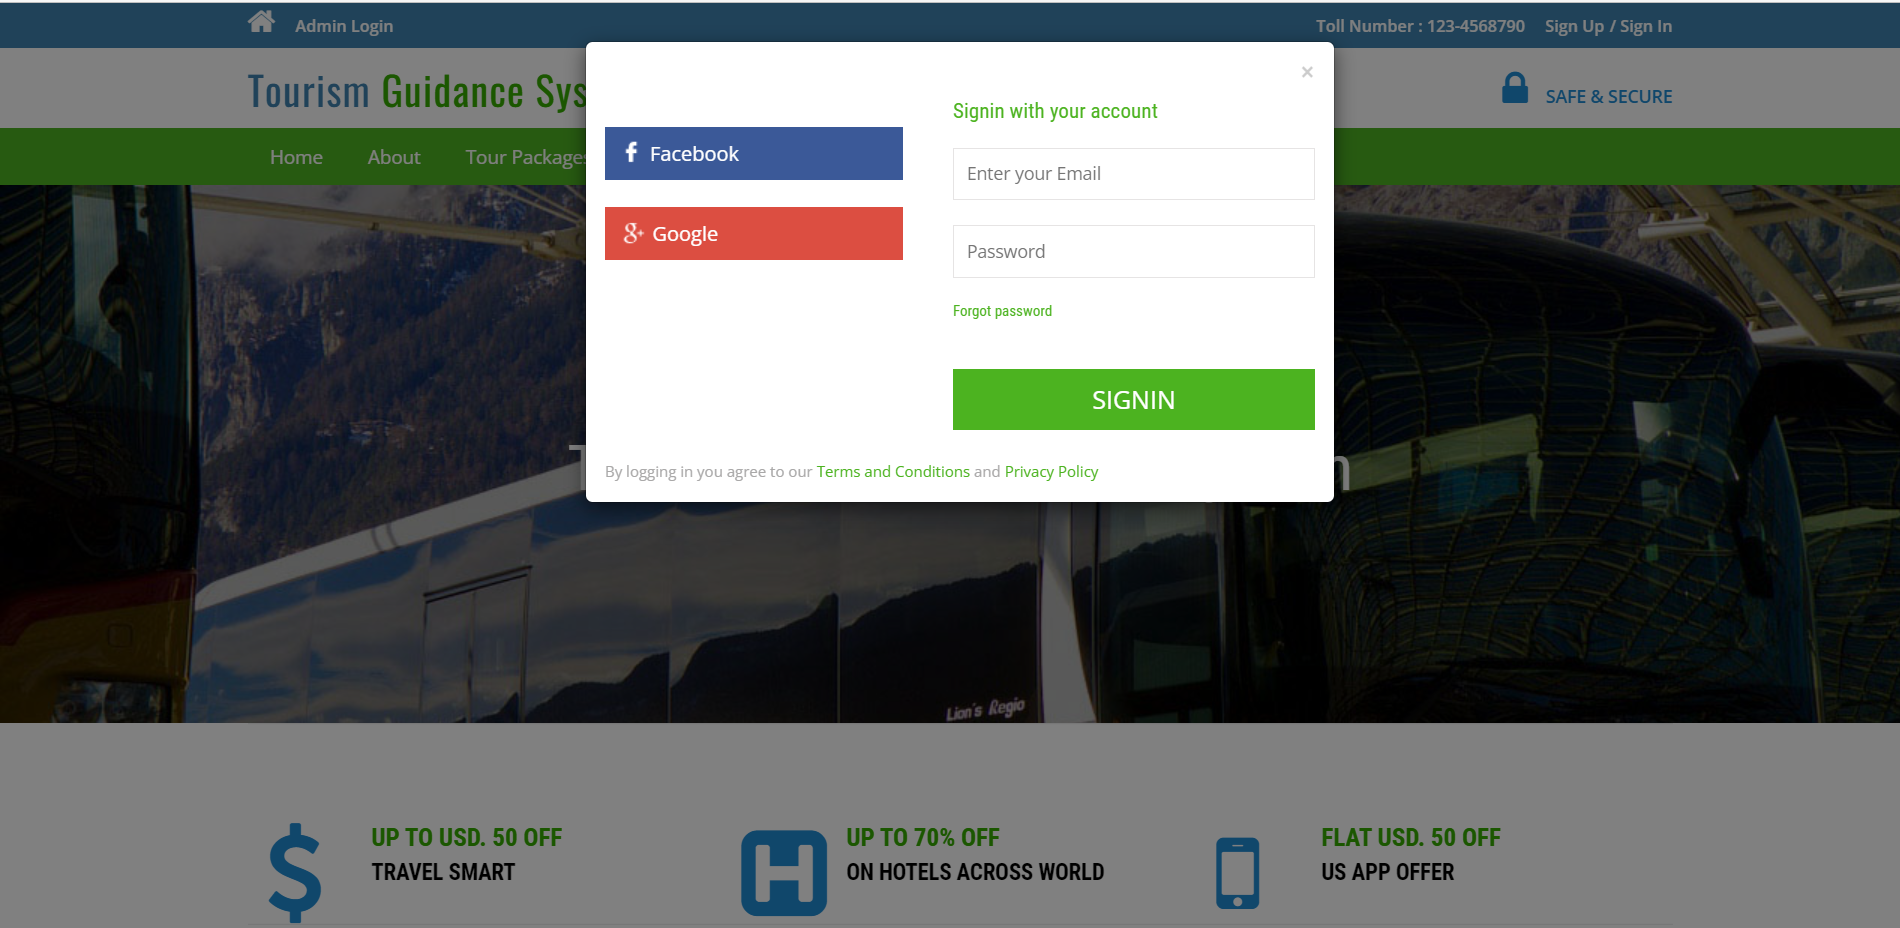 Admin Login
Toll Number : 123-4568790 Sign Up / Sign In
Tourism Guidance Sys
SAFE & SECURE
Home About Tour Packages
×
Signin with your account
Facebook
Enter your Email
Google
Password
Forgot password
SIGNIN
By logging in you agree to our Terms and Conditions and Privacy Policy
Lion's Regio
UP TO USD. 50 OFF
TRAVEL SMART
UP TO 70% OFF
ON HOTELS ACROSS WORLD
FLAT USD. 50 OFF
US APP OFFER